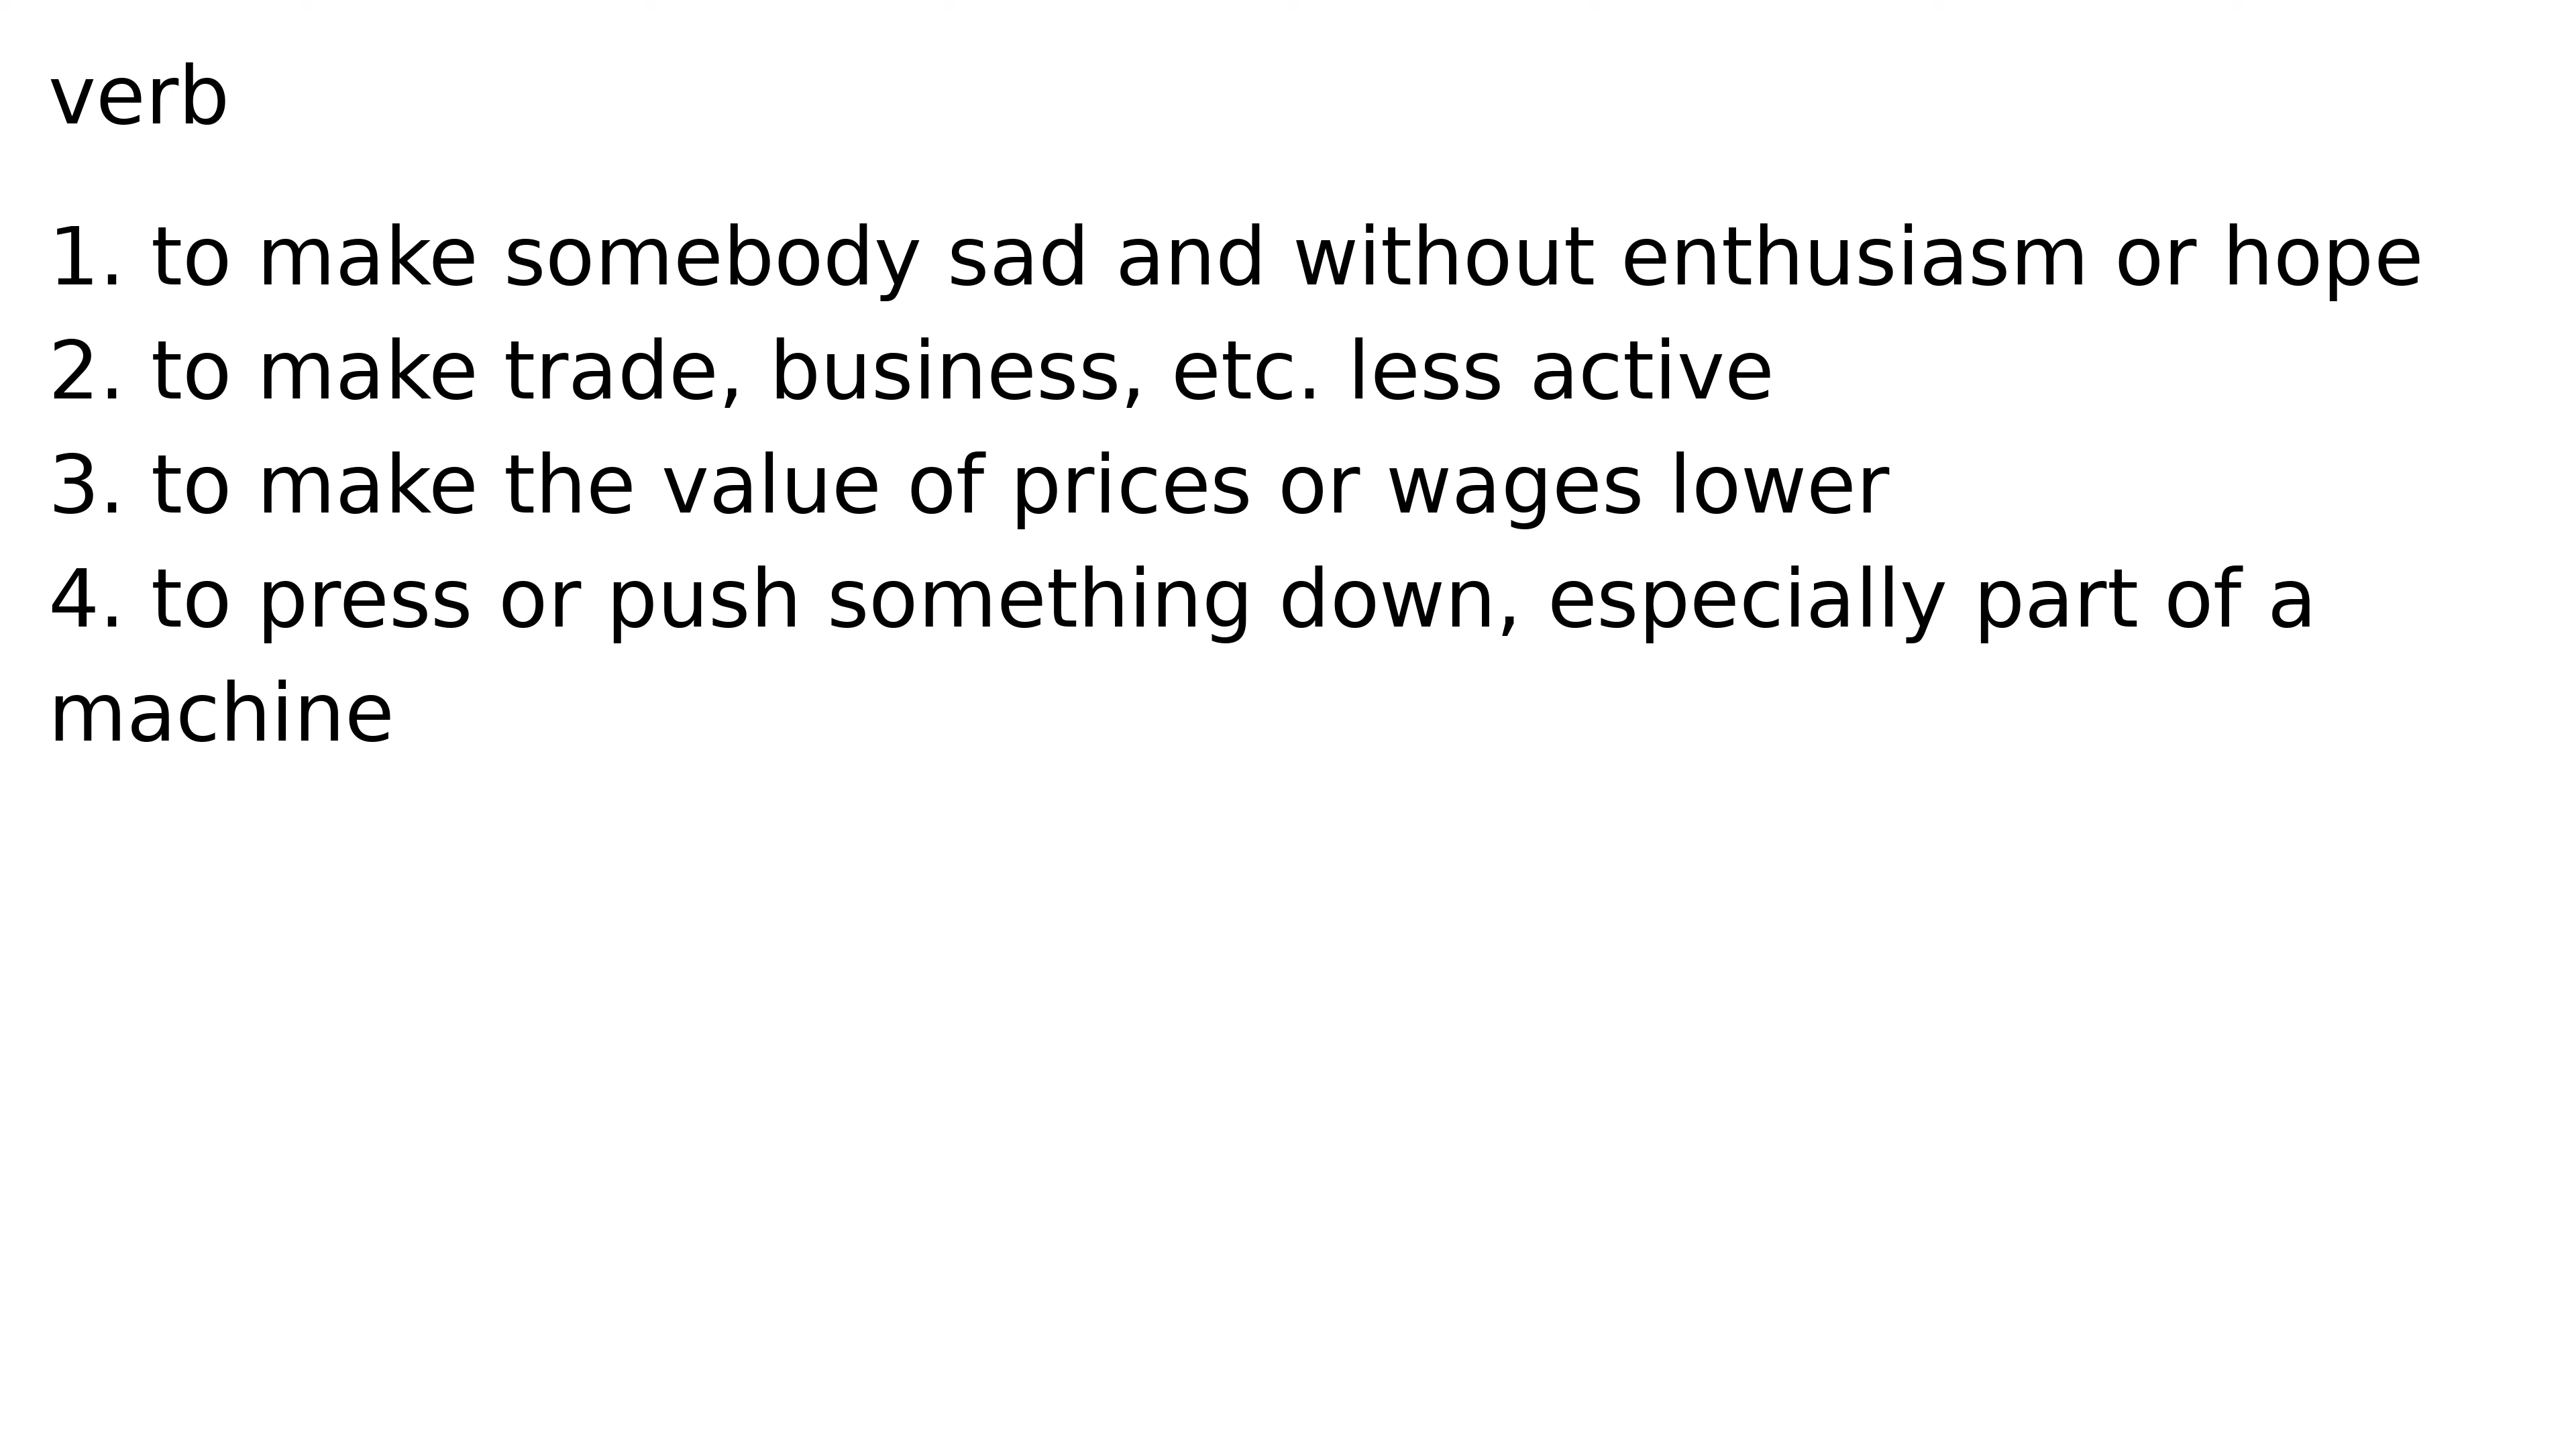 verb
1. to make somebody sad and without enthusiasm or hope
2. to make trade, business, etc. less active
3. to make the value of prices or wages lower
4. to press or push something down, especially part of a
machine